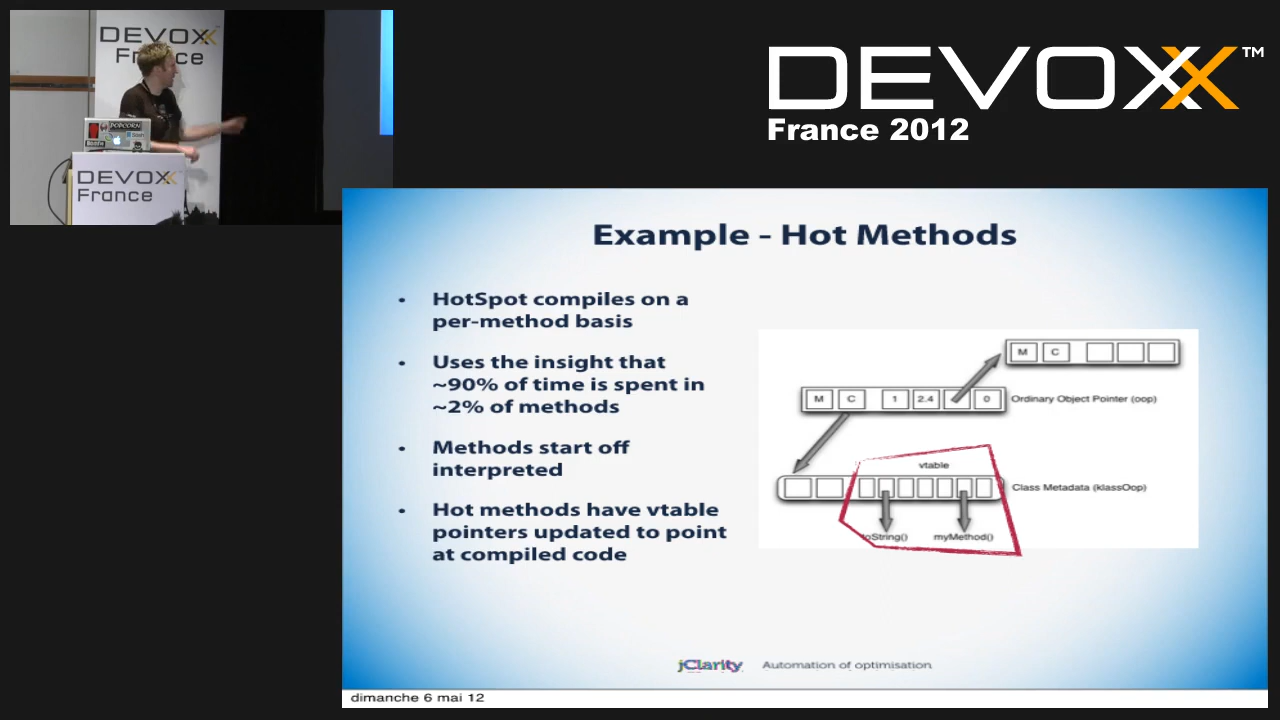 DEVOXX
France
POPCORN
DEVOXX
France
DEVOXX™
France 2012
Example - Hot Methods
• HotSpot compiles on a
per-method basis
• Uses the insight that
~90% of time is spent in
~2% of methods
• Methods start off
interpreted
• Hot methods have vtable
pointers updated to point
at compiled code
M C
M C 1 2.4 0 Ordinary Object Pointer (oop)
vtable
Class Metadata (klassOop)
toString() myMethod()
jClarity Automation of optimisation
dimanche 6 mai 12